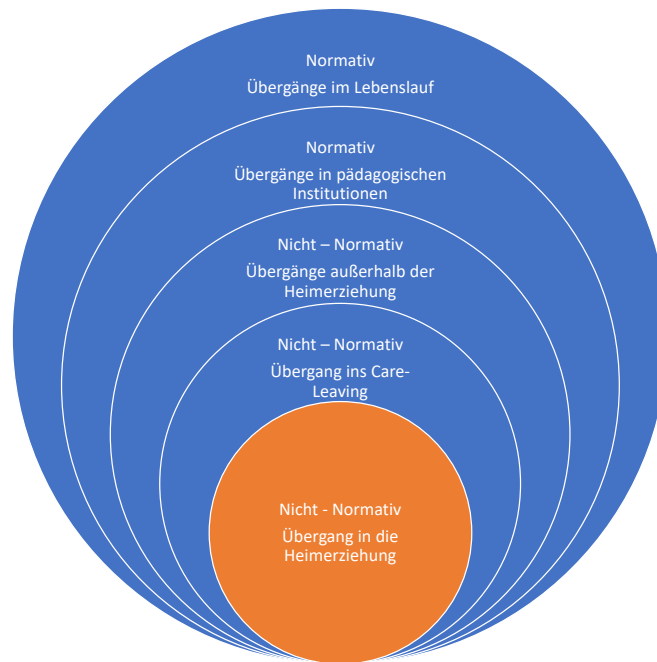 Normativ
Übergänge im Lebenslauf
Normativ
Übergänge in pädagogischen
Institutionen
Nicht – Normativ
Übergänge außerhalb der
Heimerziehung
Nicht – Normativ
Übergang ins Care-
Leaving
Nicht - Normativ
Übergang in die
Heimerziehung